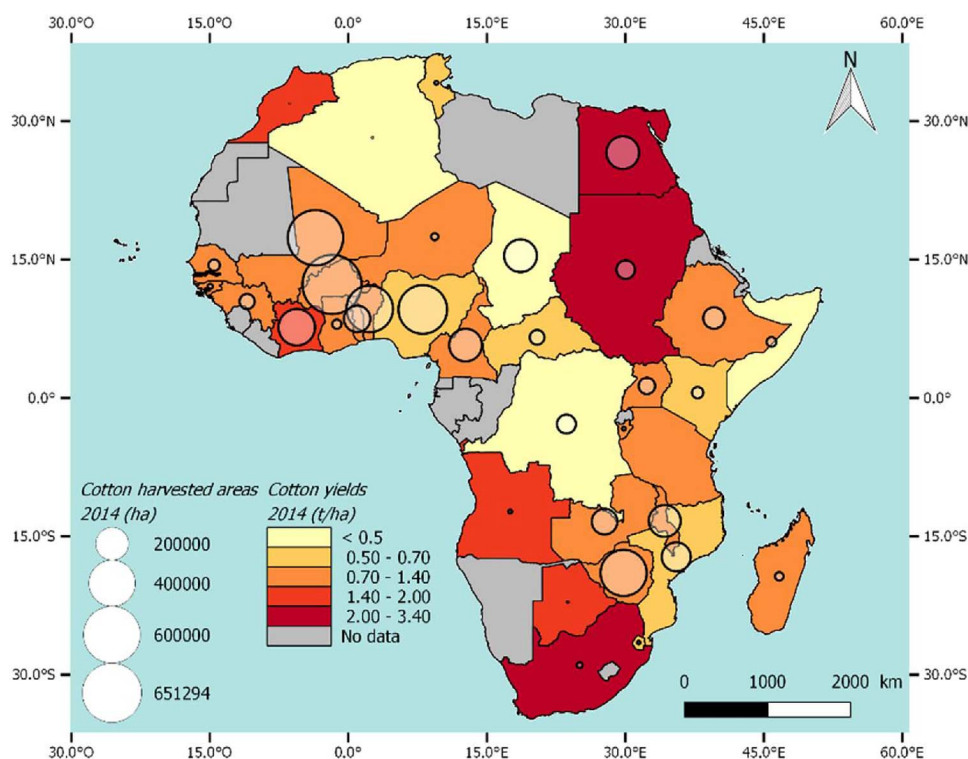 30.0°O 15.0°O 0.0° 15.0°E 30.0°E 45.0°E 60.0°E
N
30.0°N 30.0°N
15.0°N 15.0°N
0.0° 0.0°
15.0°S 15.0°S
30.0°S 30.0°S
Cotton harvested areas
2014 (ha)
200000
400000
600000
651294
Cotton yields
2014 (t/ha)
< 0.5
0.50 - 0.70
0.70 - 1.40
1.40 - 2.00
2.00 - 3.40
No data
0 1000 2000 km
30.0°O 15.0°O 0.0° 15.0°E 30.0°E 45.0°E 60.0°E